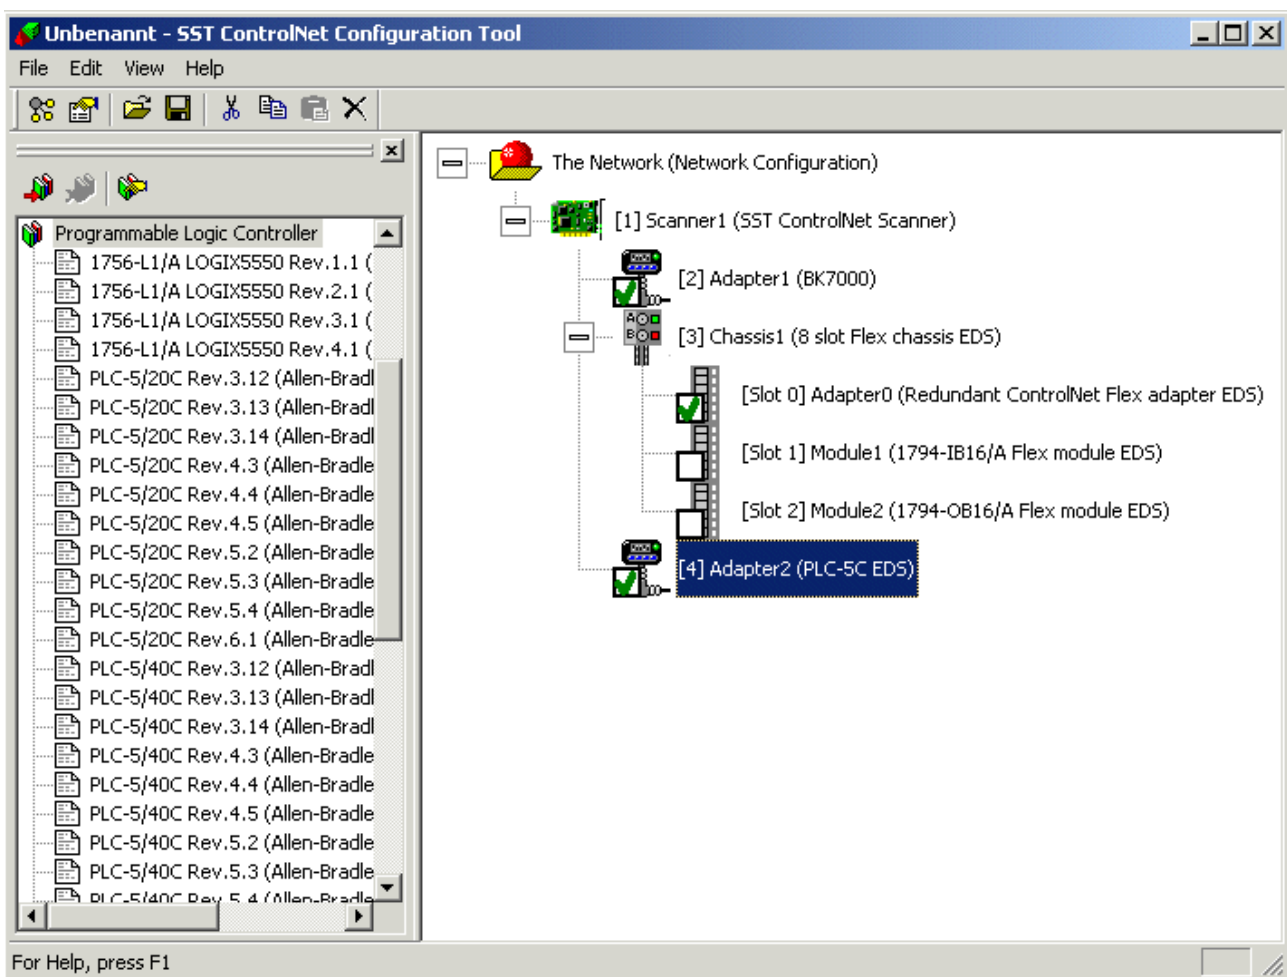 Unbenannt - SST ControlNet Configuration Tool
File Edit View Help
Programmable Logic Controller
1756-L1/A LOGIX5550 Rev.1.1 (
1756-L1/A LOGIX5550 Rev.2.1 (
1756-L1/A LOGIX5550 Rev.3.1 (
1756-L1/A LOGIX5550 Rev.4.1 (
PLC-5/20C Rev.3.12 (Allen-Bradl
PLC-5/20C Rev.3.13 (Allen-Bradl
PLC-5/20C Rev.3.14 (Allen-Bradl
PLC-5/20C Rev.4.3 (Allen-Bradle
PLC-5/20C Rev.4.4 (Allen-Bradle
PLC-5/20C Rev.4.5 (Allen-Bradle
PLC-5/20C Rev.5.2 (Allen-Bradle
PLC-5/20C Rev.5.3 (Allen-Bradle
PLC-5/20C Rev.5.4 (Allen-Bradle
PLC-5/20C Rev.6.1 (Allen-Bradle
PLC-5/40C Rev.3.12 (Allen-Bradl
PLC-5/40C Rev.3.13 (Allen-Bradl
PLC-5/40C Rev.3.14 (Allen-Bradl
PLC-5/40C Rev.4.3 (Allen-Bradle
PLC-5/40C Rev.4.4 (Allen-Bradle
PLC-5/40C Rev.4.5 (Allen-Bradle
PLC-5/40C Rev.5.2 (Allen-Bradle
PLC-5/40C Rev.5.3 (Allen-Bradle
PLC-5/40C Rev.5.4 (Allen-Bradle
The Network (Network Configuration)
[1] Scanner1 (SST ControlNet Scanner)
[2] Adapter1 (BK7000)
A
B
[3] Chassis1 (8 slot Flex chassis EDS)
[Slot 0] Adapter0 (Redundant ControlNet Flex adapter EDS)
[Slot 1] Module1 (1794-IB16/A Flex module EDS)
[Slot 2] Module2 (1794-OB16/A Flex module EDS)
[4] Adapter2 (PLC-5C EDS)
For Help, press F1